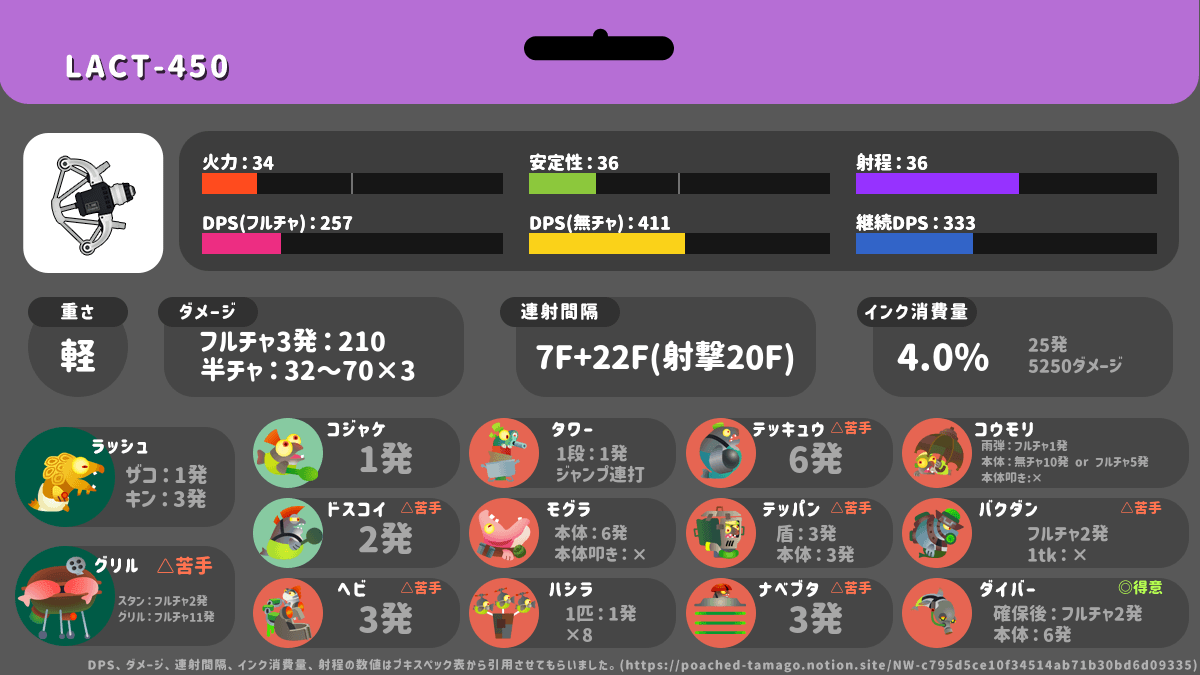 LACT-450
火力：34
安定性：36
射程：36
DPS(フルチャ)：257
DPS(無チャ)：411
継続DPS：333
重さ
軽
ダメージ
フルチャ3発：210
半チャ：32〜70×3
連射間隔
7F+22F(射撃20F)
インク消費量
4.0%
25発
5250ダメージ
ラッシュ
ザコ：1発
キン：3発
グリル △苦手
スタン：フルチャ2発
グリル：フルチャ11発
コジャケ
1発
ドスコイ △苦手
2発
ヘビ △苦手
3発
タワー
1段：1発
ジャンプ連打
モグラ
本体：6発
本体叩き：×
ハシラ
1匹：1発
×8
テッキュウ △苦手
6発
テッパン △苦手
盾：3発
本体：3発
ナベブタ △苦手
3発
コウモリ
雨弾：フルチャ1発
本体：無チャ10発 or フルチャ5発
本体叩き:×
バクダン △苦手
フルチャ2発
1tk：×
ダイバー ◎得意
確保後：フルチャ2発
本体：6発
DPS、ダメージ、連射間隔、インク消費量、射程の数値はブキスペック表から引用させてもらいました。(https://poached-tamago.notion.site/NW-c795d5ce10f34514ab71b30bd6d09335)